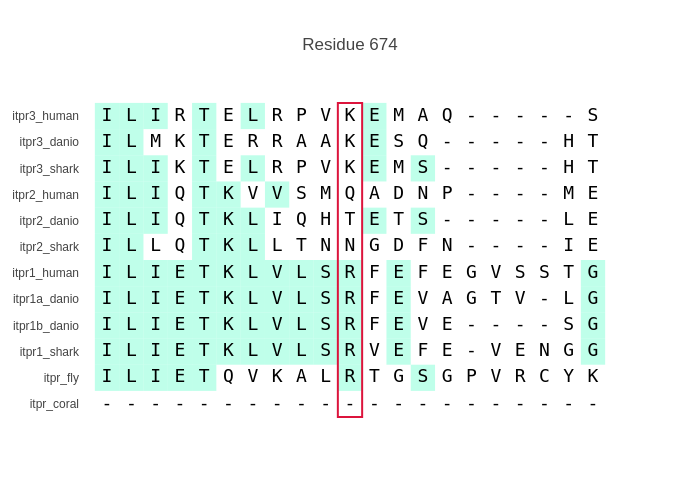 Residue 674
itpr3_human I L I R T E L R P V K E M A Q - - - - - S
itpr3_danio I L M K T E R R A A K E S Q - - - - - H T
itpr3_shark I L I K T E L R P V K E M S - - - - - H T
itpr2_human I L I Q T K V V S M Q A D N P - - - - M E
itpr2_danio I L I Q T K L I Q H T E T S - - - - - L E
itpr2_shark I L L Q T K L L T N N G D F N - - - - I E
itpr1_human I L I E T K L V L S R F E F E G V S S T G
itpr1a_danio I L I E T K L V L S R F E V A G T V - L G
itpr1b_danio I L I E T K L V L S R F E V E - - - - S G
itpr1_shark I L I E T K L V L S R V E F E - V E N G G
itpr_fly I L I E T Q V K A L R T G S G P V R C Y K
itpr_coral - - - - - - - - - - - - - - - - - - - - -